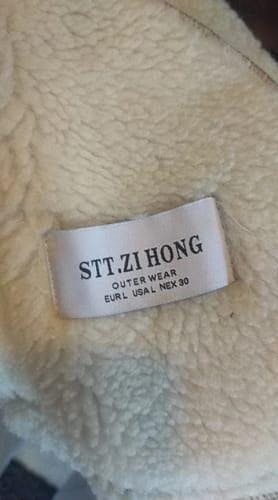 STT.ZI HONG
OUTER WEAR
EURL USAL NEX 30